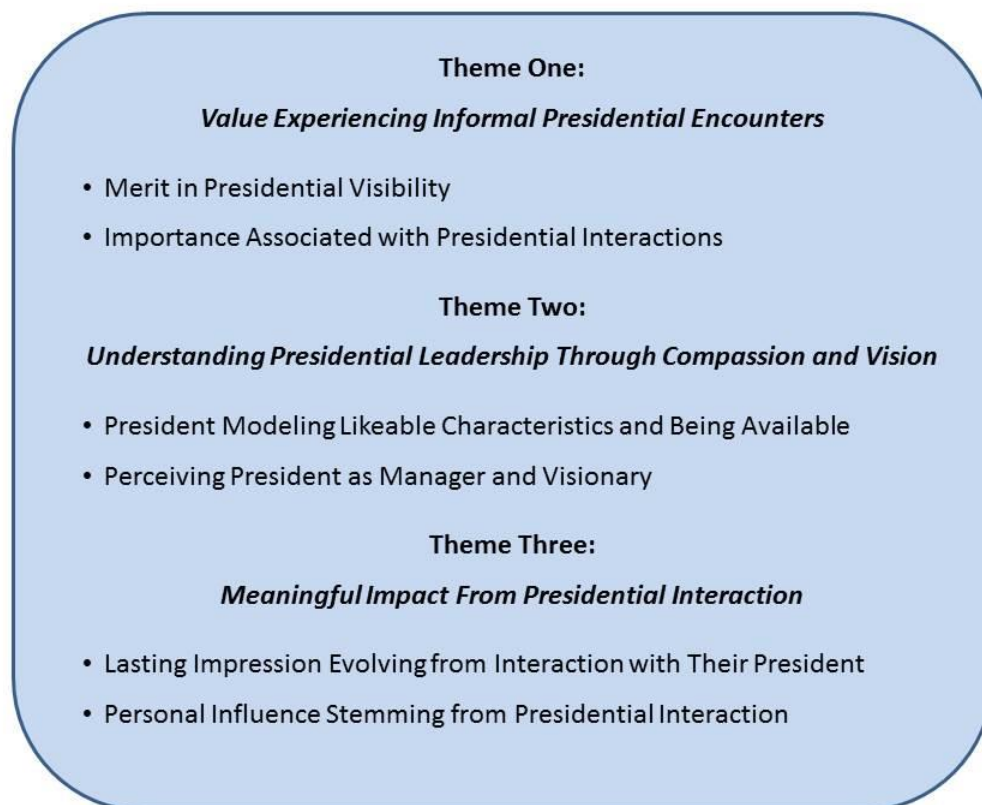 Theme One:
Value Experiencing Informal Presidential Encounters
• Merit in Presidential Visibility
• Importance Associated with Presidential Interactions
Theme Two:
Understanding Presidential Leadership Through Compassion and Vision
• President Modeling Likeable Characteristics and Being Available
• Perceiving President as Manager and Visionary
Theme Three:
Meaningful Impact From Presidential Interaction
• Lasting Impression Evolving from Interaction with Their President
• Personal Influence Stemming from Presidential Interaction